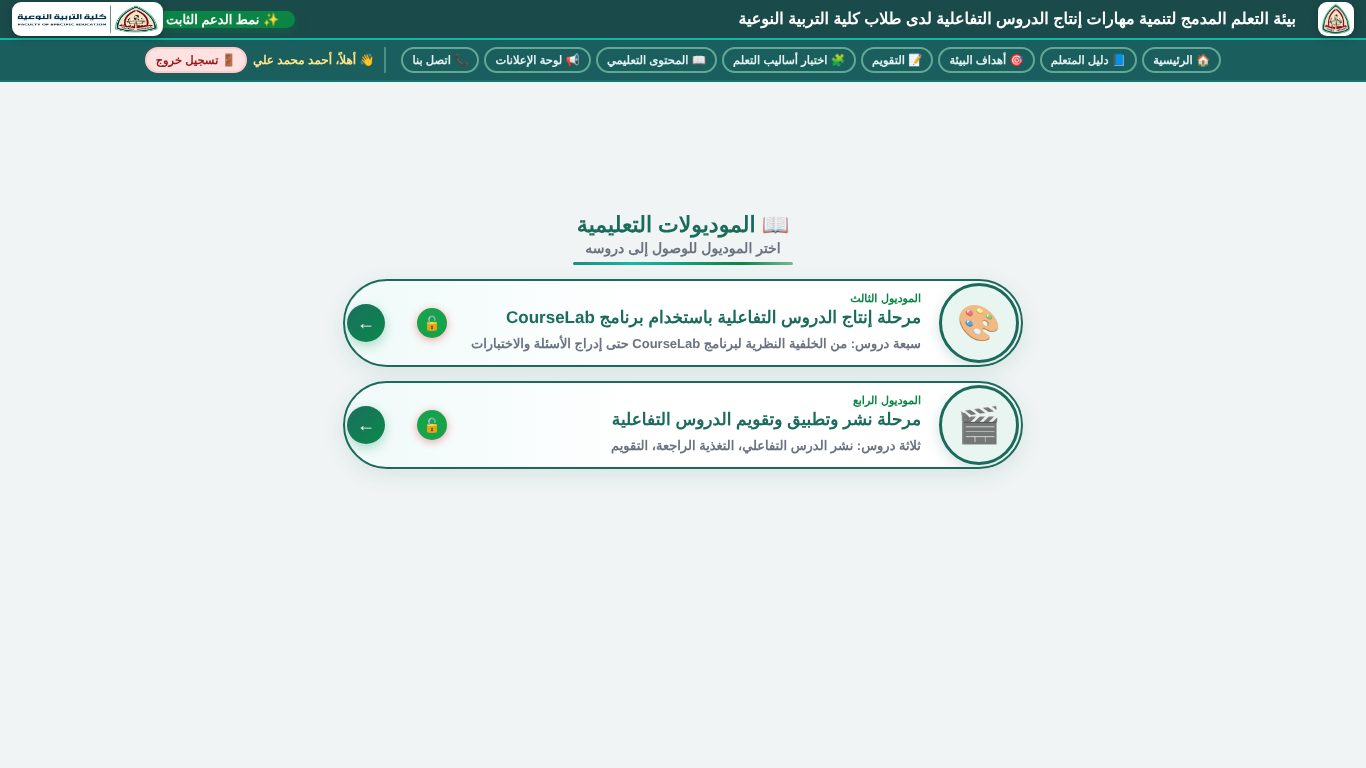 بيئة التعلم المدمج لتنمية مهارات إنتاج الدروس التفاعلية لدى طلاب كلية التربية النوعية
✨ نمط الدعم الثابت
كلية التربية النوعية
FACULTY OF SPECIFIC EDUCATION
🏠 الرئيسية
📘 دليل المتعلم
🎯 أهداف البيئة
📝 التقويم
🧩 اختبار أساليب التعلم
📖 المحتوى التعليمي
📢 لوحة الإعلانات
📞 اتصل بنا
👋 أهلاً، أحمد محمد علي
🚪 تسجيل خروج
📖 الموديولات التعليمية
اختر الموديول للوصول إلى دروسه
الموديول الثالث
مرحلة إنتاج الدروس التفاعلية باستخدام برنامج CourseLab
سبعة دروس: من الخلفية النظرية لبرنامج CourseLab حتى إدراج الأسئلة والاختبارات
الموديول الرابع
مرحلة نشر وتطبيق وتقويم الدروس التفاعلية
ثلاثة دروس: نشر الدرس التفاعلي، التغذية الراجعة، التقويم